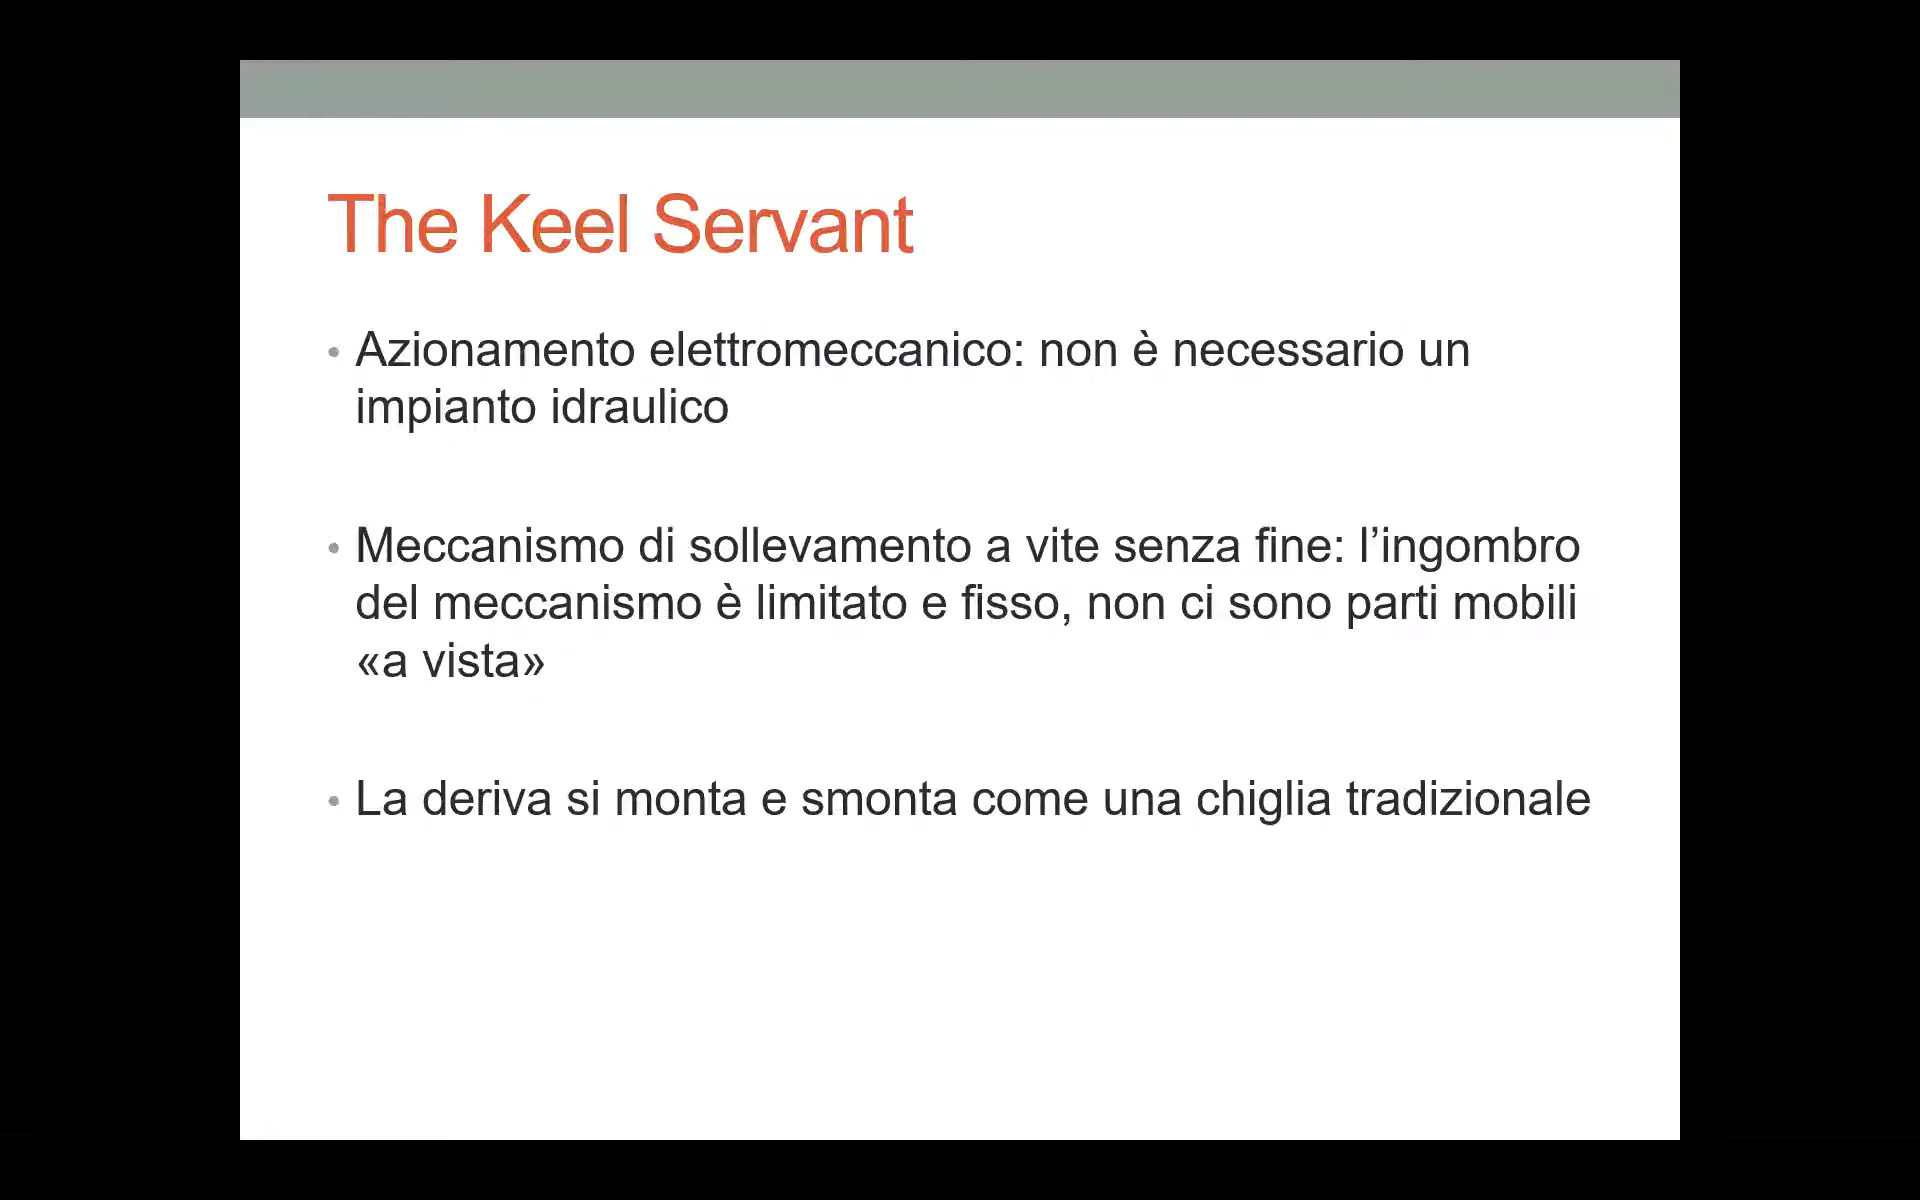 The Keel Servant
• Azionamento elettromeccanico: non è necessario un
impianto idraulico
• Meccanismo di sollevamento a vite senza fine: l’ingombro
del meccanismo è limitato e fisso, non ci sono parti mobili
«a vista»
• La deriva si monta e smonta come una chiglia tradizionale